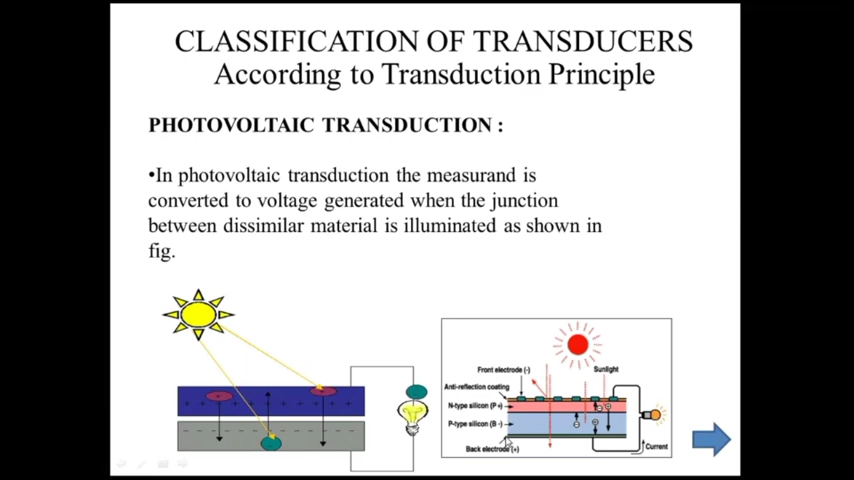 CLASSIFICATION OF TRANSDUCERS
According to Transduction Principle
PHOTOVOLTAIC TRANSDUCTION :
•In photovoltaic transduction the measurand is
converted to voltage generated when the junction
between dissimilar material is illuminated as shown in
fig.
Front electrode (-)
Sunlight
Anti-reflection coating
N-type silicon (P+)
P-type silicon (B-)
Back electrode (+)
Current